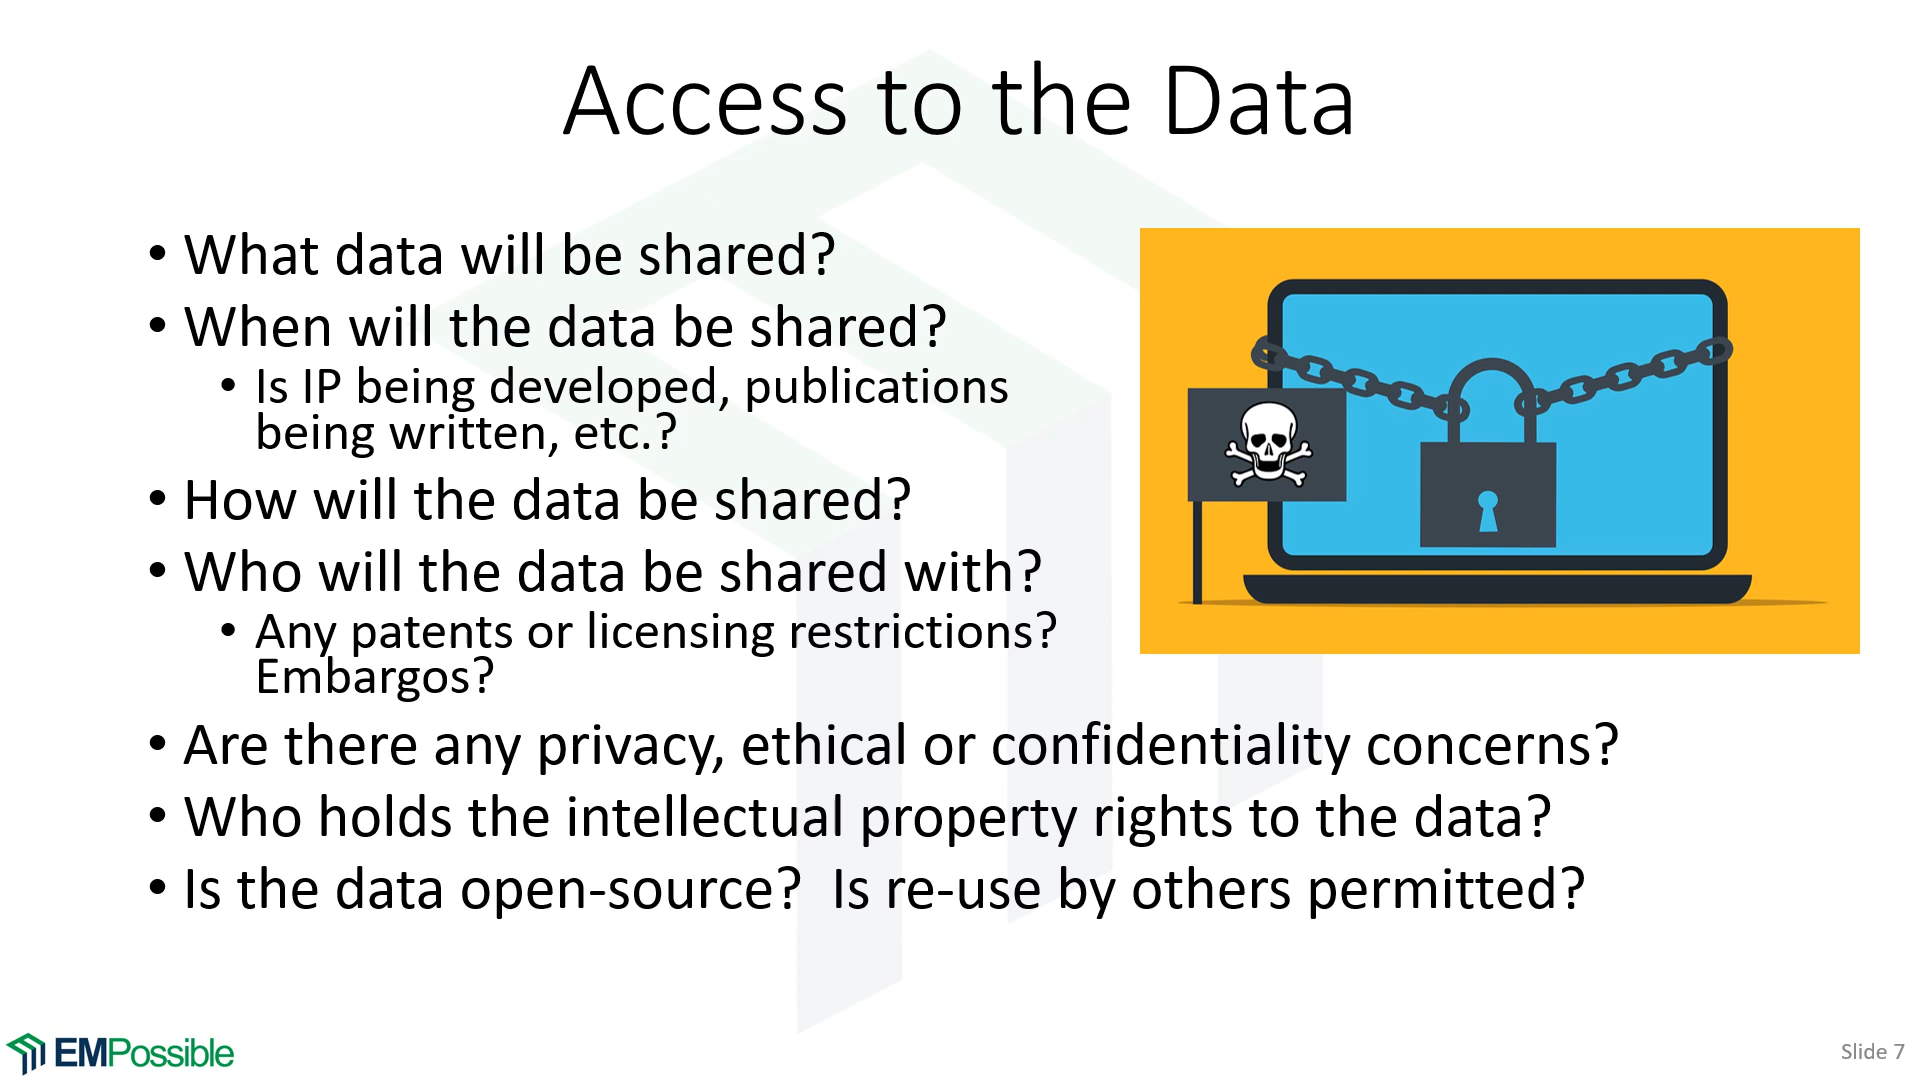 Access to the Data
• What data will be shared?
• When will the data be shared?
• Is IP being developed, publications
being written, etc.?
• How will the data be shared?
• Who will the data be shared with?
• Any patents or licensing restrictions?
Embargos?
• Are there any privacy, ethical or confidentiality concerns?
• Who holds the intellectual property rights to the data?
• Is the data open-source?  Is re-use by others permitted?
EMPossible
Slide 7